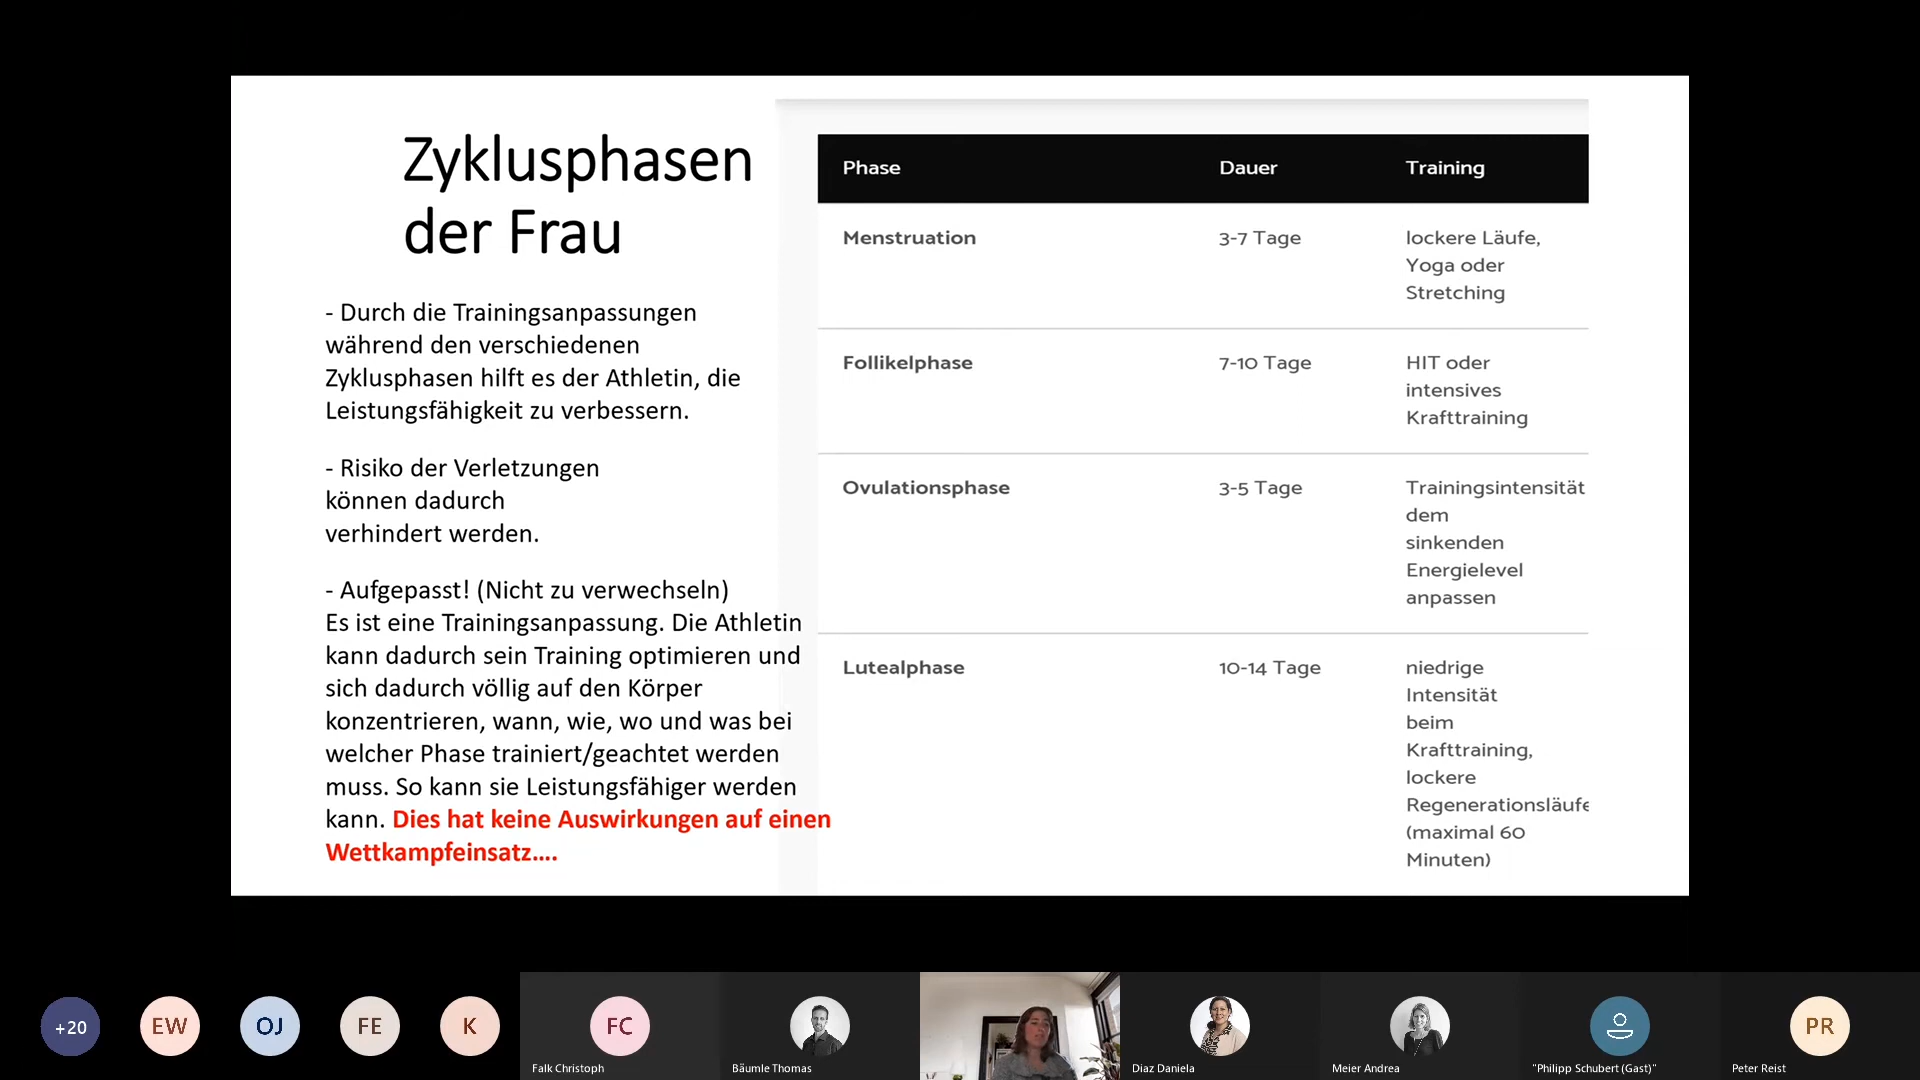 Zyklusphasen
der Frau
- Durch die Trainingsanpassungen
während den verschiedenen
Zyklusphasen hilft es der Athletin, die
Leistungsfähigkeit zu verbessern.
- Risiko der Verletzungen
können dadurch
verhindert werden.
- Aufgepasst! (Nicht zu verwechseln)
Es ist eine Trainingsanpassung. Die Athletin
kann dadurch sein Training optimieren und
sich dadurch völlig auf den Körper
konzentrieren, wann, wie, wo und was bei
welcher Phase trainiert/geachtet werden
muss. So kann sie Leistungsfähiger werden
kann. Dies hat keine Auswirkungen auf einen
Wettkampfeinsatz....
Phase Dauer Training
Menstruation 3-7 Tage lockere Läufe,
Yoga oder
Stretching
Follikelphase 7-10 Tage HIT oder
intensives
Krafttraining
Ovulationsphase 3-5 Tage Trainingsintensität
dem
sinkenden
Energielevel
anpassen
Lutealphase 10-14 Tage niedrige
Intensität
beim
Krafttraining,
lockere
Regenerationsläufe
(maximal 60
Minuten)
+20 EW OJ FE K FC PR
Falk Christoph Bäumle Thomas Diaz Daniela Meier Andrea "Philipp Schubert (Gast)" Peter Reist